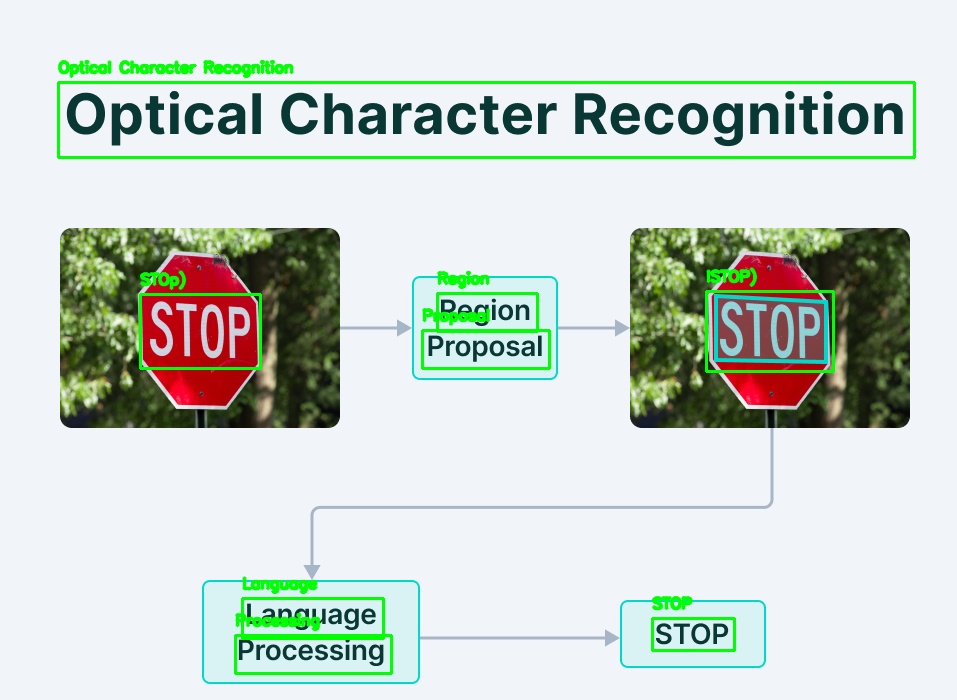 Optical Character Recognition
Optical Character Recognition
STOp)
STOP
Region
Region
Proposal
Proposal
ISTOP)
STOP
Language
Language
Processing
Processing
STOP
STOP